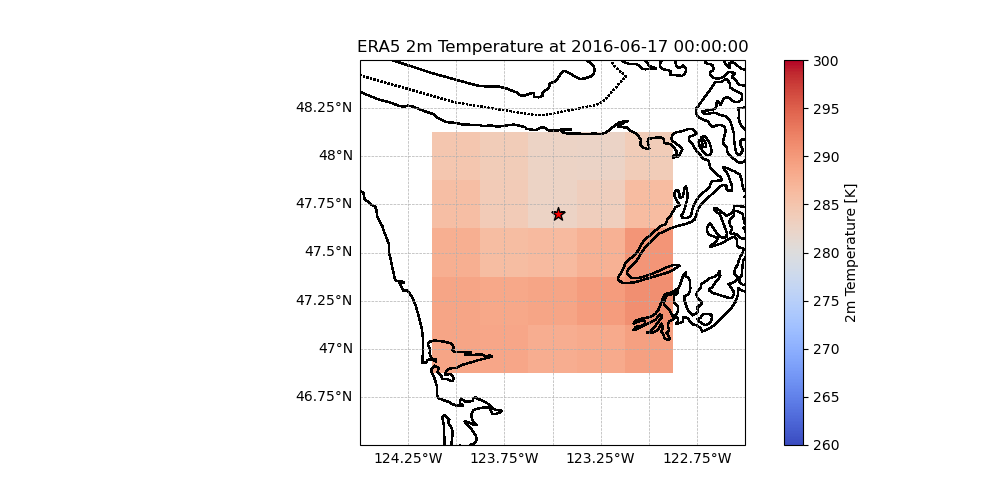 ERA5 2m Temperature at 2016-06-17 00:00:00
48.25°N
48°N
47.75°N
47.5°N
47.25°N
47°N
46.75°N
124.25°W 123.75°W 123.25°W 122.75°W
300
295
290
285
280
275
270
265
260
2m Temperature [K]